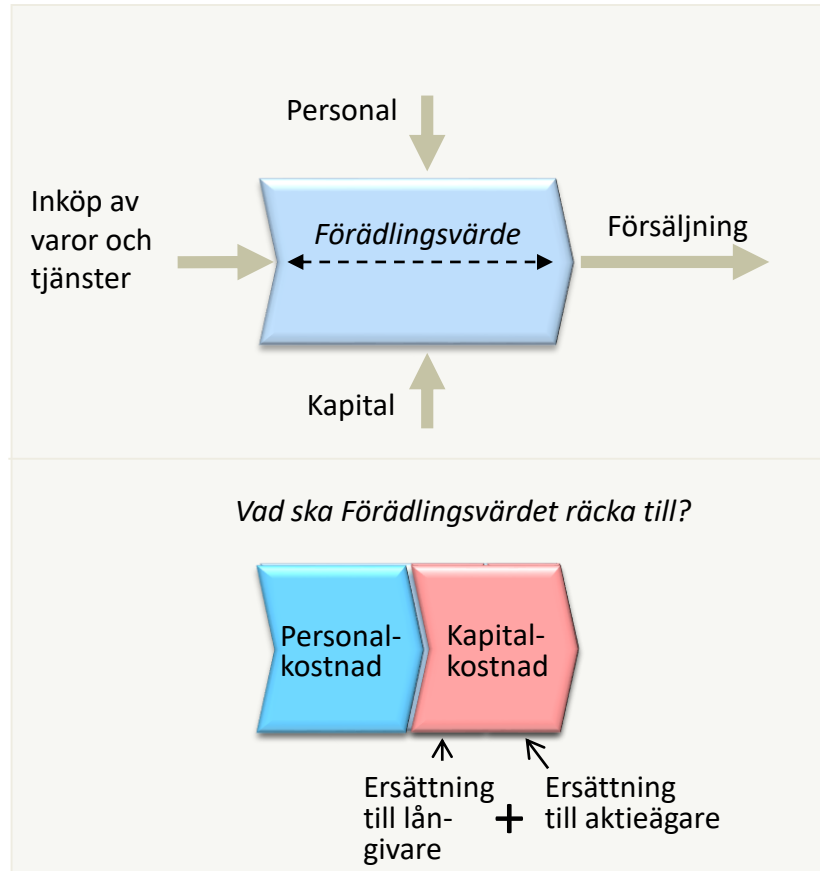 Personal
Inköp av
varor och
tjänster
Förädlingsvärde
Försäljning
Kapital
Vad ska Förädlingsvärdet räcka till?
Personal-
kostnad
Kapital-
kostnad
Ersättning
till lån-
givare
+
Ersättning
till aktieägare